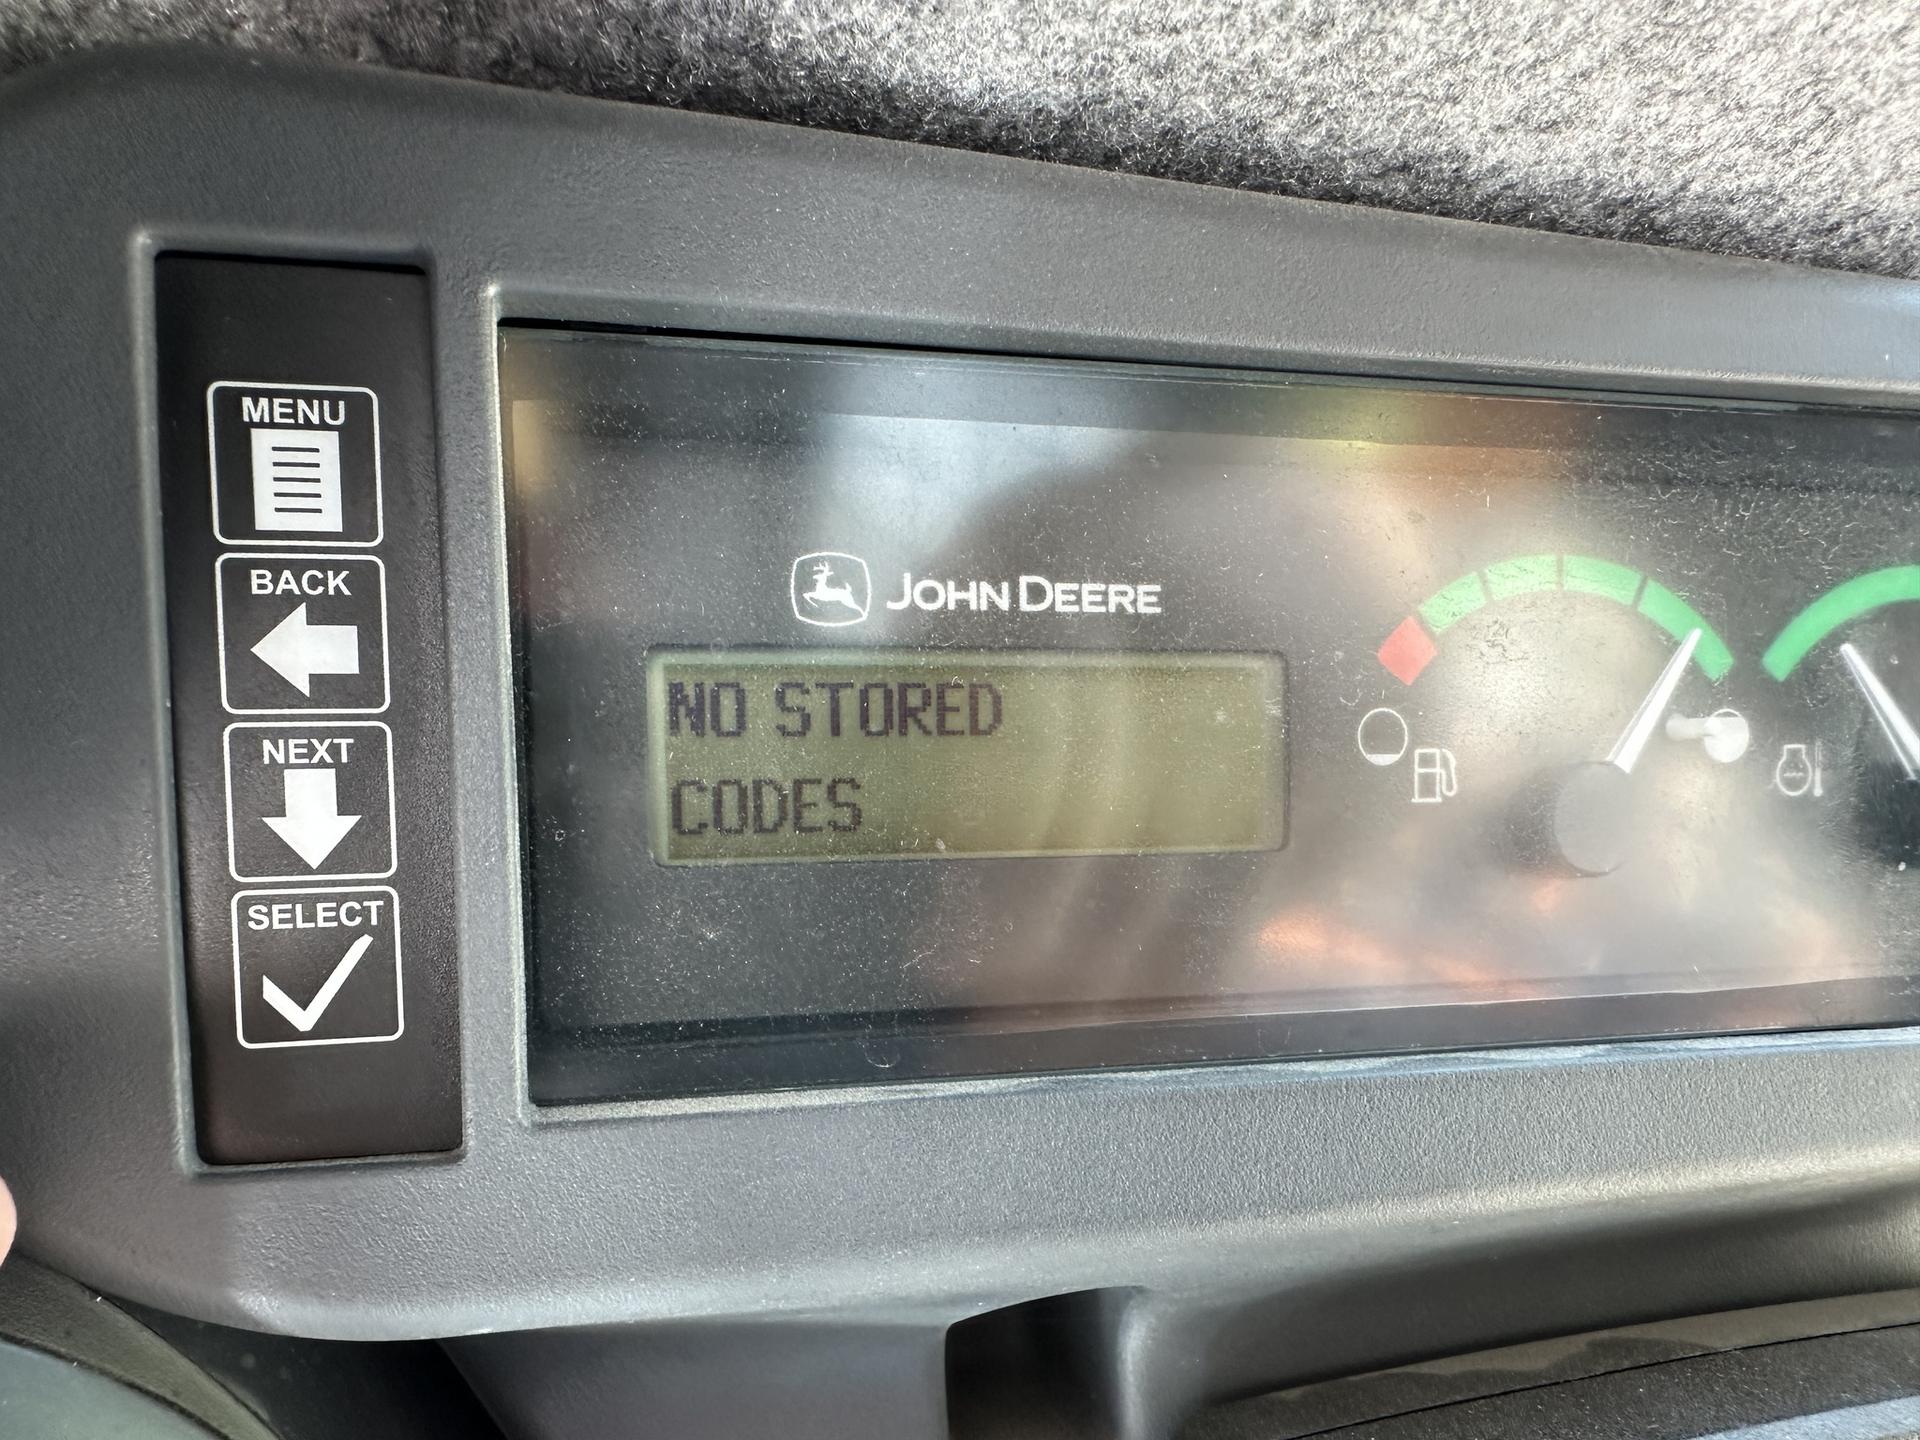 MENU
BACK
NEXT
SELECT
JOHN DEERE
NO STORED
CODES